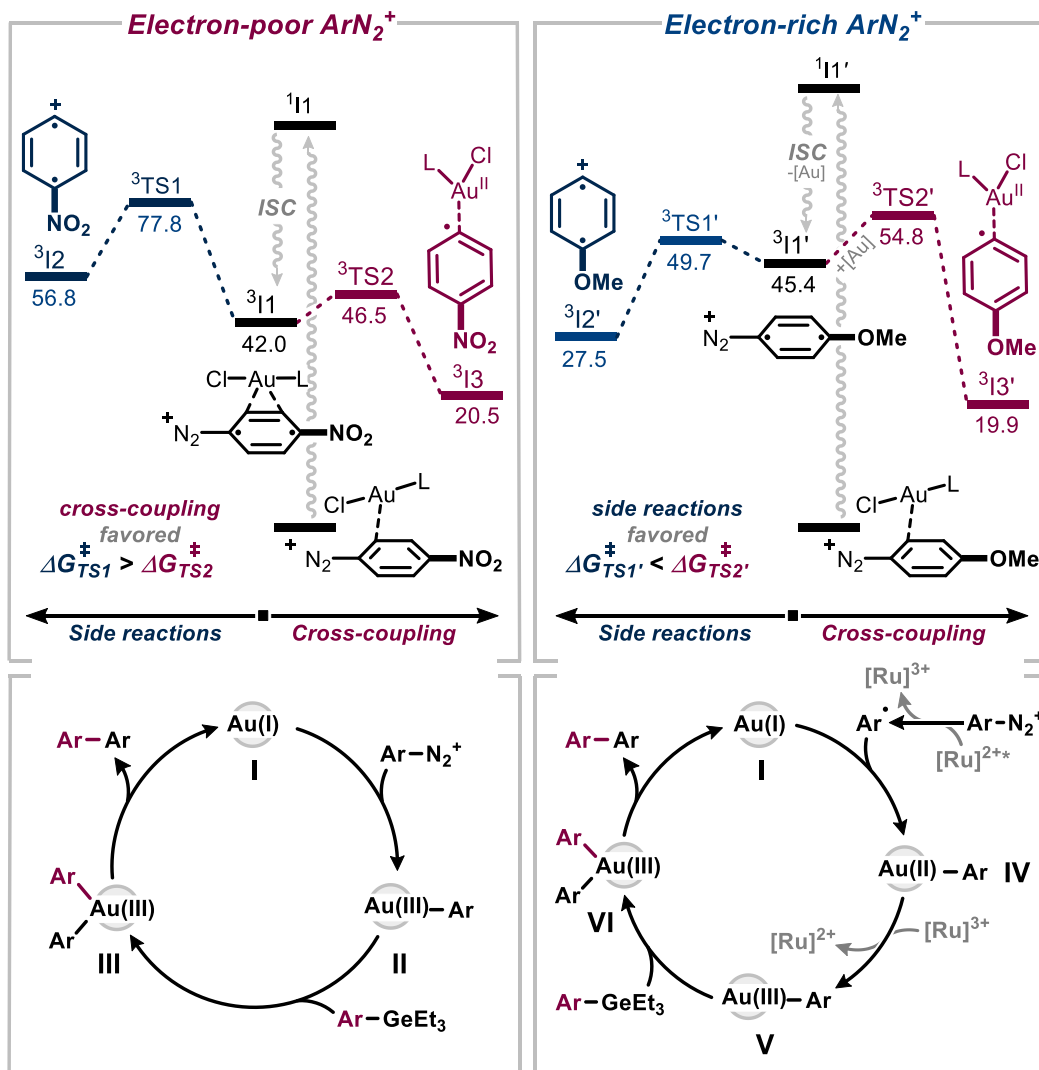 Electron-poor ArN₂⁺
¹I1
+
NO₂
³TS1
77.8
³I2
56.8
ISC
³I1
42.0
³TS2
46.5
L
Cl
Auᴵᴵ
NO₂
³I3
20.5
Cl-Au-L
+
N₂
NO₂
Cl
Au
L
+
N₂
NO₂
cross-coupling
favored
ΔG‡TS1 > ΔG‡TS2
Side reactions
Cross-coupling
Electron-rich ArN₂⁺
¹I1′
+
OMe
ISC
-[Au]
³TS1′
49.7
³I1'
45.4
+[Au]
³TS2'
54.8
L
Cl
Auᴵᴵ
OMe
³I2'
27.5
³I3'
19.9
+
N₂
OMe
Cl
Au
L
+
N₂
OMe
side reactions
favored
ΔG‡TS1' < ΔG‡TS2'
Side reactions
Cross-coupling
Au(I)
I
Ar–Ar
Ar–N₂⁺
Ar
Au(III)
Ar
III
Au(III)–Ar
II
Ar–GeEt₃
Au(I)
I
Ar–Ar
[Ru]³⁺
Ar•
Ar–N₂⁺
[Ru]²⁺*
Ar
Au(III)
Ar
VI
Au(II)–Ar
IV
[Ru]²⁺
[Ru]³⁺
Ar–GeEt₃
Au(III)–Ar
V